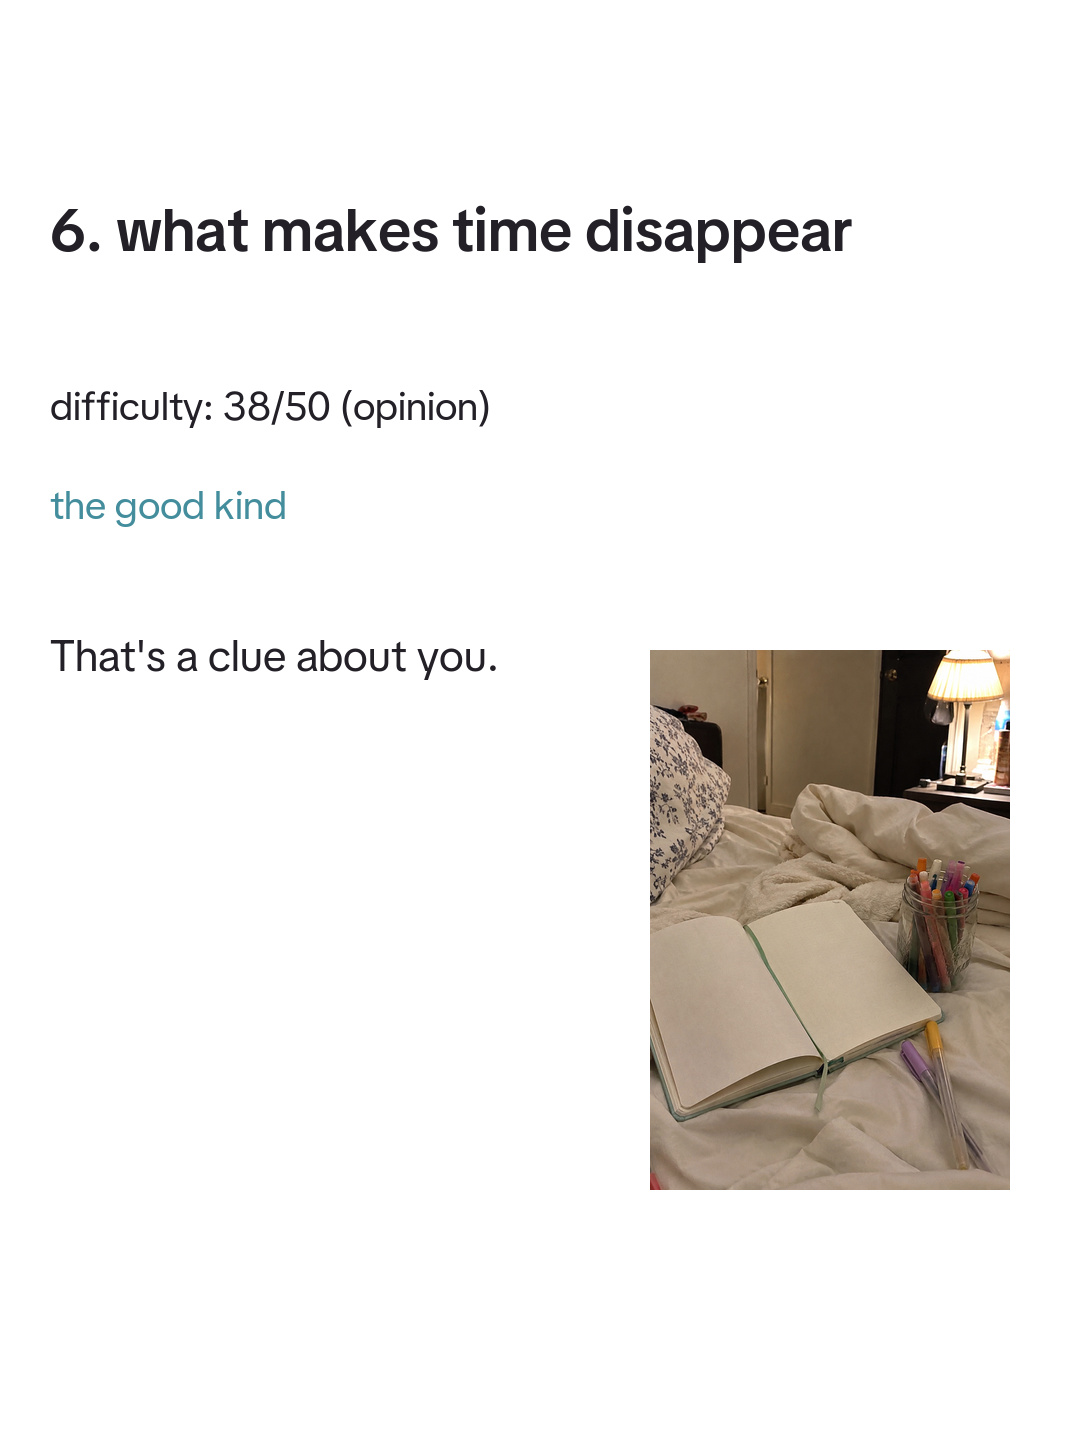 6. what makes time disappear
difficulty: 38/50 (opinion)
the good kind
That's a clue about you.